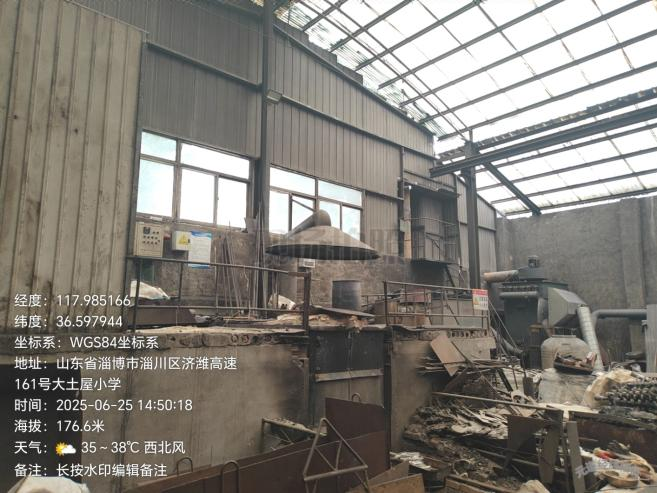 经度：117.985166
纬度：36.597944
坐标系：WGS84坐标系
地址：山东省淄博市淄川区济潍高速
161号大土屋小学
时间：2025-06-25 14:50:18
海拔：176.6米
天气：⛅ 35～38℃ 西北风
备注：长按水印编辑备注